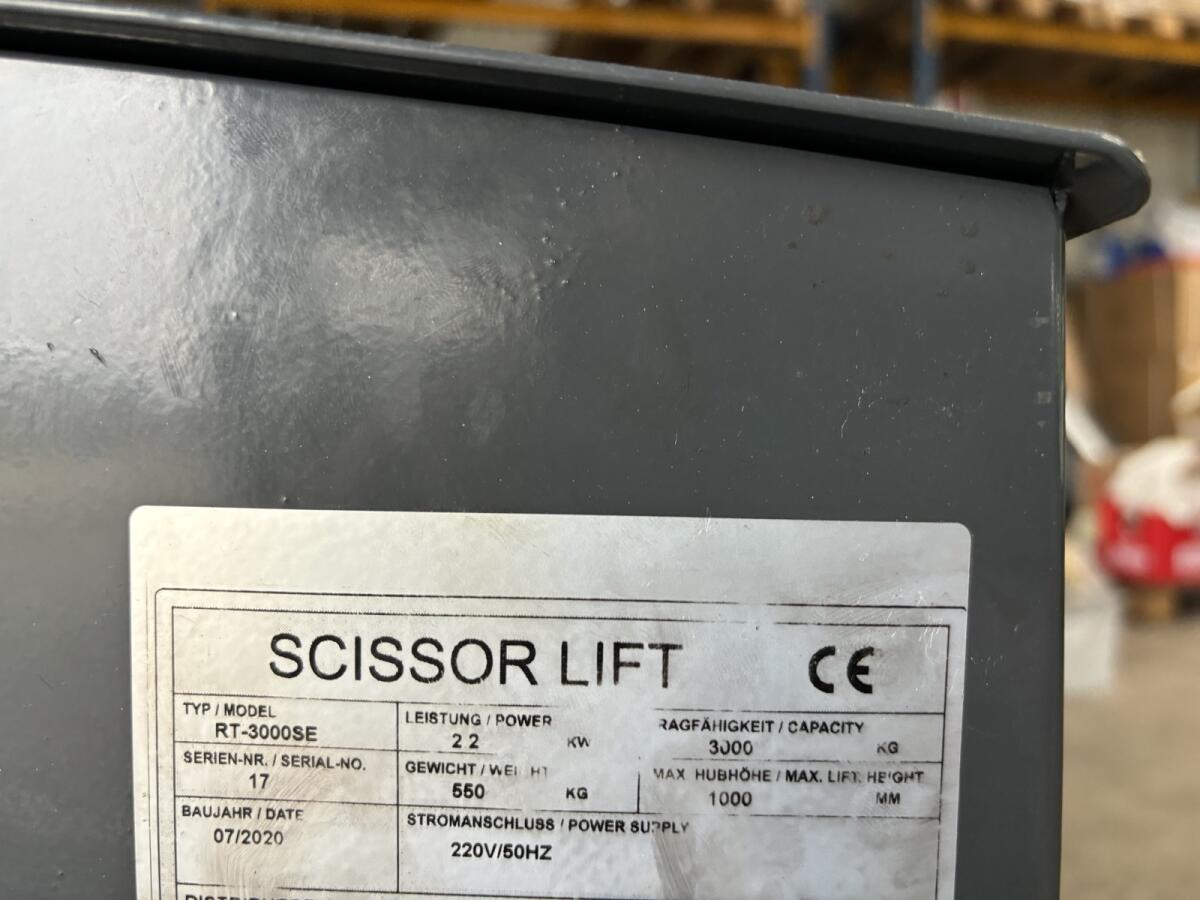 SCISSOR LIFT CE
TYP / MODEL
RT-3000SE
LEISTUNG / POWER
2 2 KW
RAGFÄHIGKEIT / CAPACITY
3000 KG
SERIEN-NR. / SERIAL-NO.
17
GEWICHT / WEI HT
550 KG
MAX HUBHÖHE / MAX. LIFT. HEIGHT
1000 MM
BAUJAHR / DATE
07/2020
STROMANSCHLUSS / POWER SUPPLY
220V/50HZ